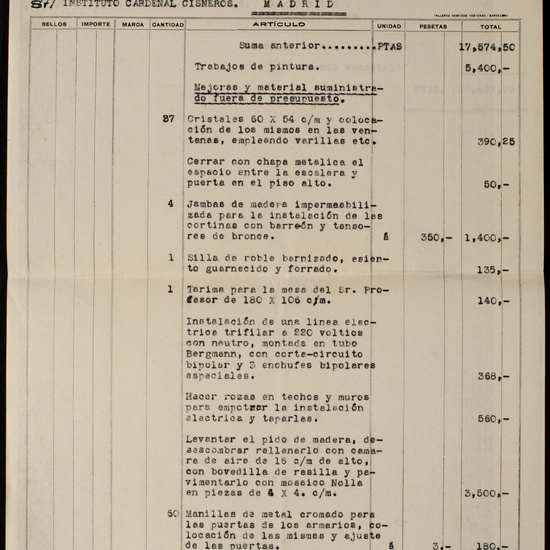 Sr/ INSTITUTO CARDENAL CISNEROS. MADRID
SELLOS IMPORTE MARCA CANTIDAD ARTÍCULO UNIDAD PESETAS TOTAL
Suma anterior.........PTAS 17,574,50
Trabajos de pintura. 5,400,-
Mejoras y material suministra-
do fuera de presupuesto.
37 Cristales 60 X 54 c/m y coloca-
ción de los mismos en las ven-
tanas, empleando varillas etc. 390,25
Cerrar con chapa metalica el
espacio entre la escalera y
puerta en el piso alto. 50,-
4 Jambas de madera impermeabili-
zada para la instalación de las
cortinas con barreón y tenso-
res de bronce. á 350,- 1,400,-
1 Silla de roble barnizado, asien-
to guarnecido y forrado. 135,-
1 Tarima para la mesa del Sr. Pro-
fesor de 180 X 106 c/m. 140,-
Instalación de una linea elec-
trica trifilar a 220 voltios
con neutro, montada en tubo
Bergmann, con corta-circuito
bipolar y 3 enchufes bipolares
especiales. 368,-
Hacer rozas en techos y muros
para empotrar la instalación
electrica y taparlas. 560,-
Levantar el pido de madera, de-
sescombrar rellenarlo con cama-
ra de aire de 16 c/m de alto,
con bovedilla de rasilla y pa-
vimentarlo con mosaico Nolla
en piezas de 4 X 4. c/m. 3,500,-
60 Manillas de metal cromado para
las puertas de los armarios, co-
locación de las mismas y ajuste
de las puertas. á 3,- 180,-